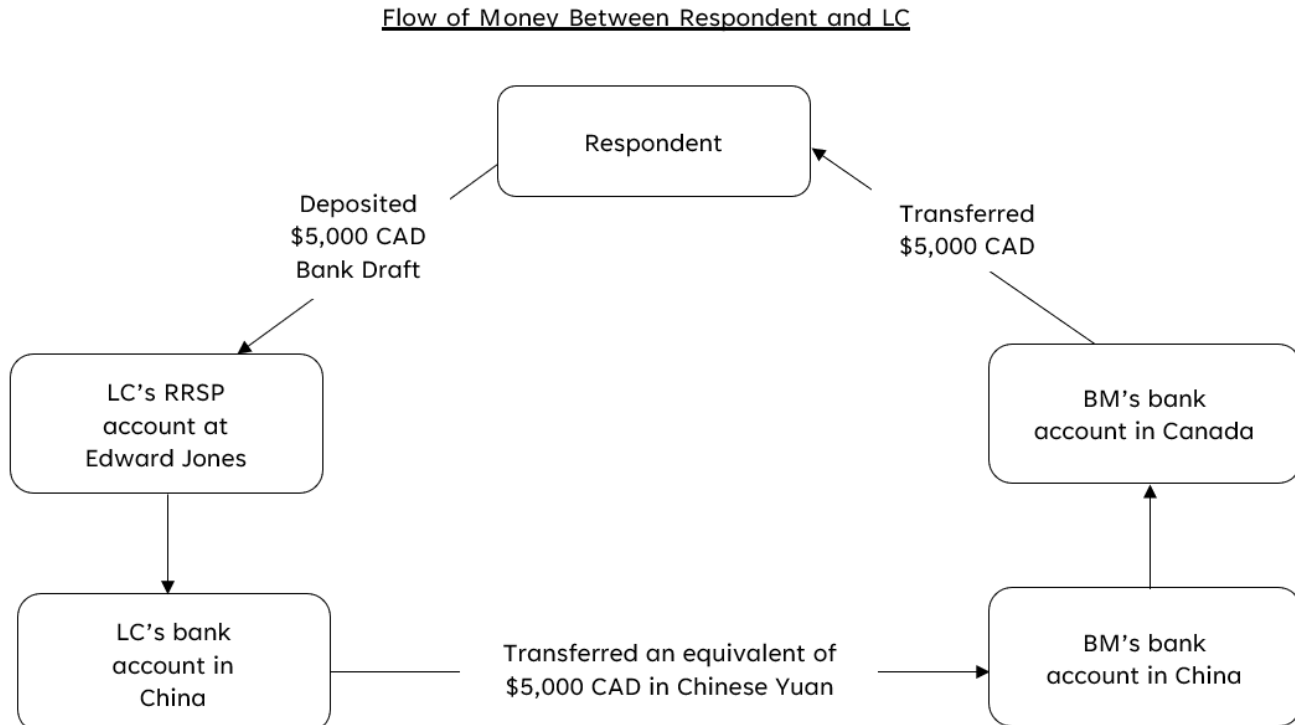 Flow of Money Between Respondent and LC
Respondent
Deposited
$5,000 CAD
Bank Draft
Transferred
$5,000 CAD
LC’s RRSP
account at
Edward Jones
BM’s bank
account in Canada
LC’s bank
account in
China
Transferred an equivalent of
$5,000 CAD in Chinese Yuan
BM’s bank
account in China